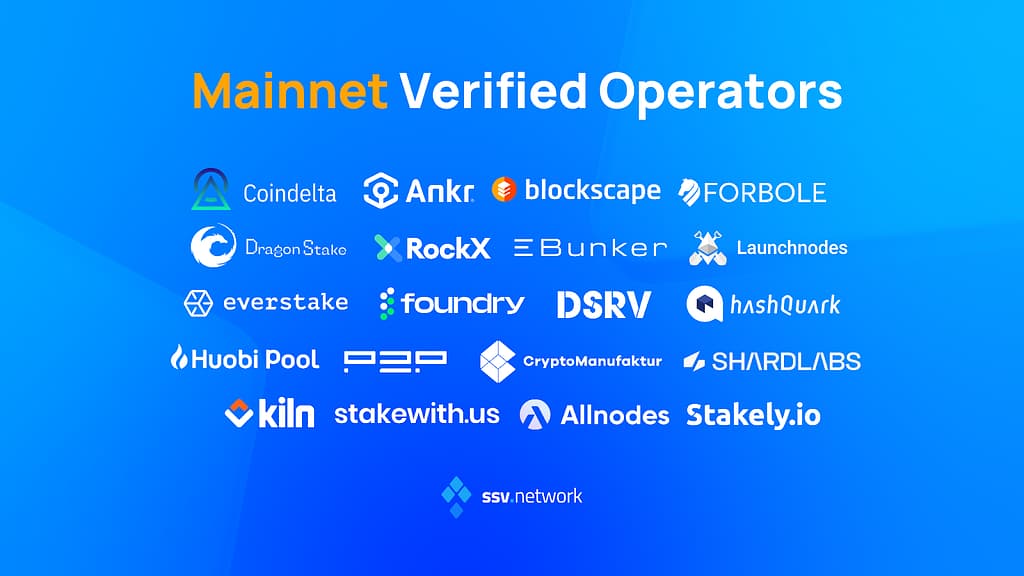 Mainnet Verified Operators
Coindelta Ankr. blockscape FORBOLE
DragonStake RockX EBunker Launchnodes
everstake foundry DSRV hashQuark
Huobi Pool P2P CryptoManufaktur SHARDLABS
kiln stakewith.us Allnodes Stakely.io
ssv.network